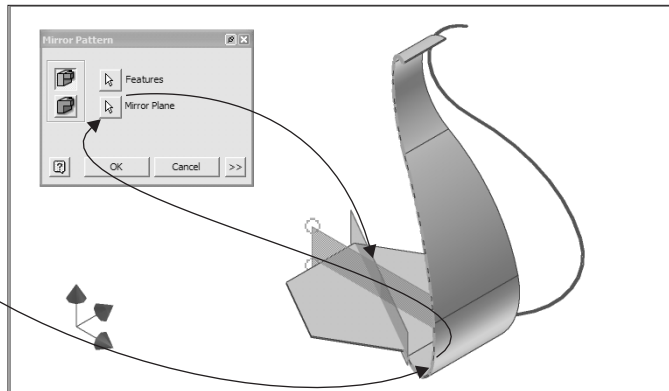 Mirror Pattern
Features
Mirror Plane
OK
Cancel
>>